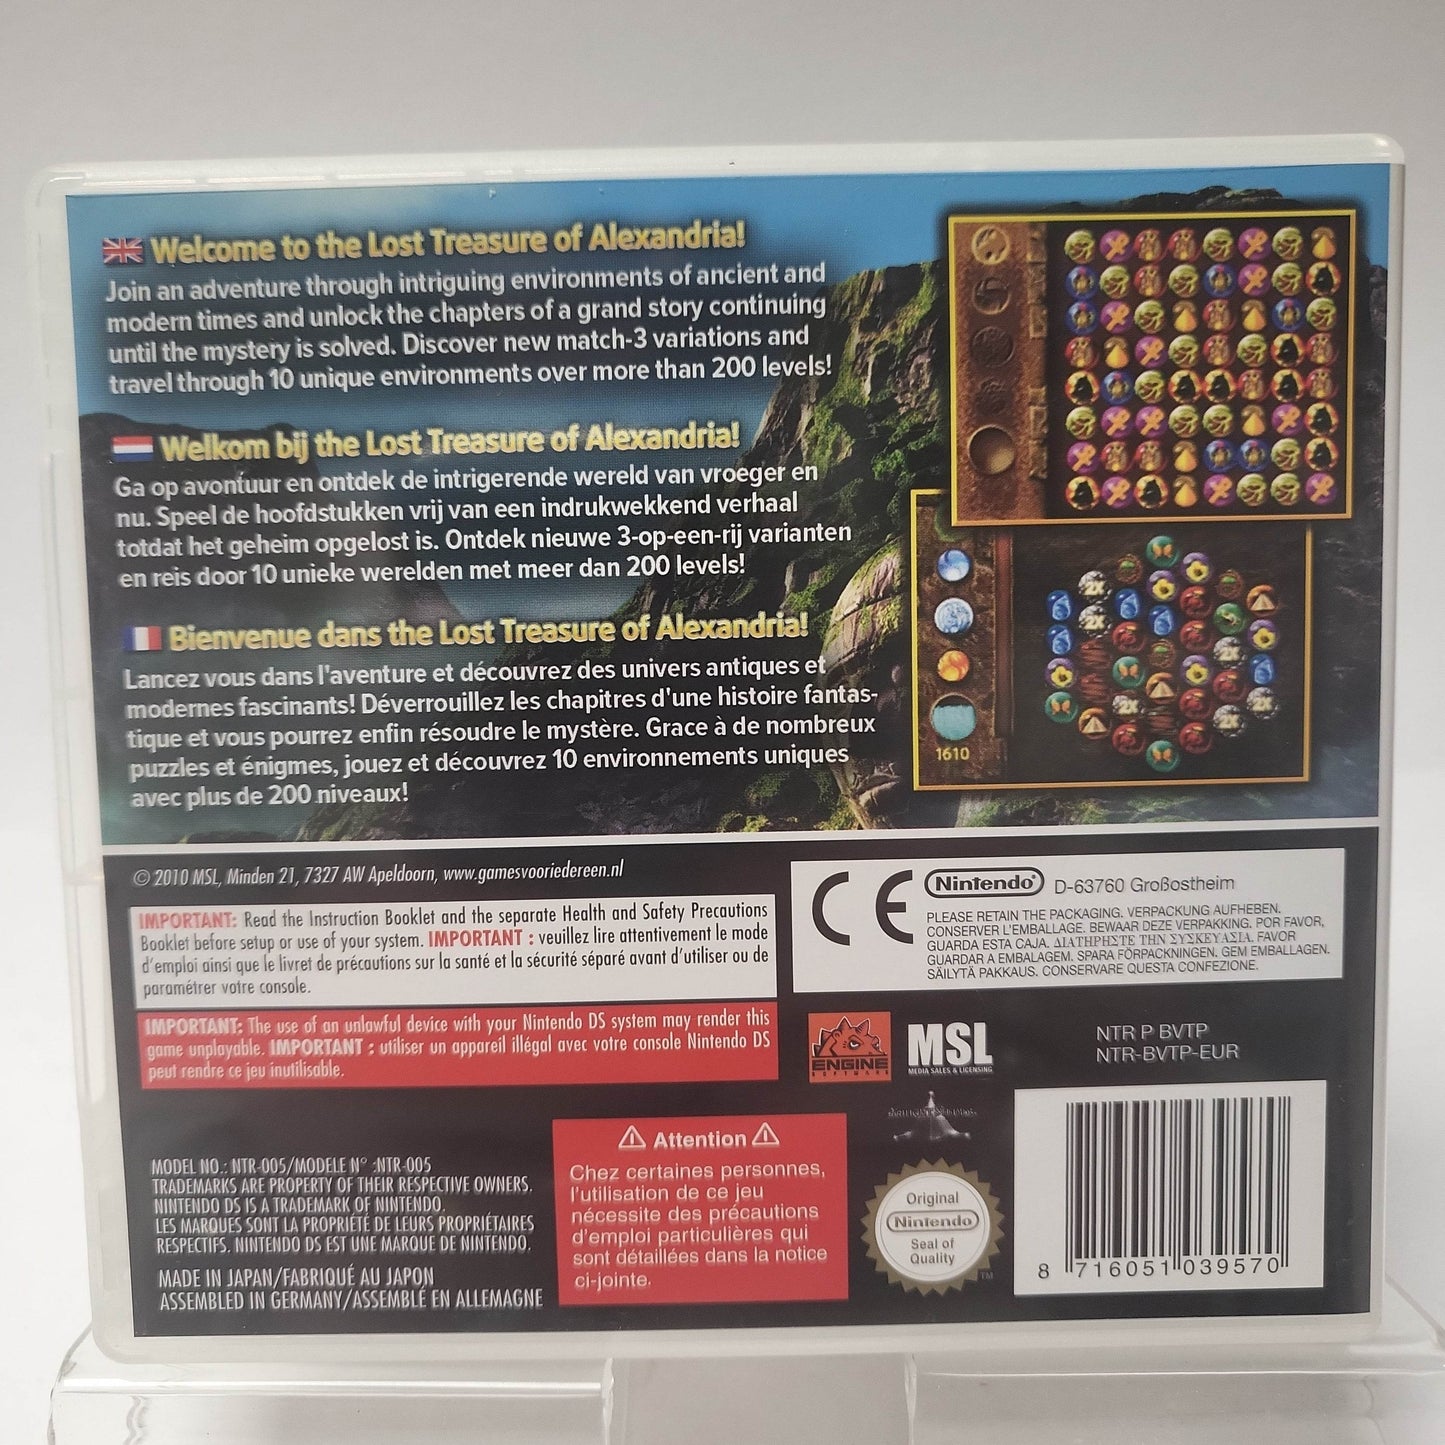 Welcome to the Lost Treasure of Alexandria!
Join an adventure through intriguing environments of ancient and
modern times and unlock the chapters of a grand story continuing
until the mystery is solved. Discover new match-3 variations and
travel through 10 unique environments over more than 200 levels!
Welkom bij the Lost Treasure of Alexandria!
Ga op avontuur en ontdek de intrigerende wereld van vroeger en
nu. Speel de hoofdstukken vrij van een indrukwekkend verhaal
totdat het geheim opgelost is. Ontdek nieuwe 3-op-een-rij varianten
en reis door 10 unieke werelden met meer dan 200 levels!
Bienvenue dans the Lost Treasure of Alexandria!
Lancez vous dans l'aventure et découvrez des univers antiques et
modernes fascinants! Déverrouillez les chapitres d'une histoire fantas-
tique et vous pourrez enfin résoudre le mystère. Grace à de nombreux
puzzles et énigmes, jouez et découvrez 10 environnements uniques
avec plus de 200 niveaux!
2X
2X
2X
2X
2X
2X
1610
© 2010 MSL, Minden 21, 7327 AW Apeldoorn, www.gamesvooriedereen.nl
IMPORTANT: Read the Instruction Booklet and the separate Health and Safety Precautions
Booklet before setup or use of your system. IMPORTANT : veuillez lire attentivement le mode
d'emploi ainsi que le livret de précautions sur la santé et la sécurité séparé avant d'utiliser ou de
paramétrer votre console.
IMPORTANT: The use of an unlawful device with your Nintendo DS system may render this
game unplayable. IMPORTANT : utiliser un appareil illégal avec votre console Nintendo DS
peut rendre ce jeu inutilisable.
CE Nintendo® D-63760 Großostheim
PLEASE RETAIN THE PACKAGING. VERPACKUNG AUFHEBEN.
CONSERVER L'EMBALLAGE. BEWAAR DEZE VERPAKKING. POR FAVOR,
GUARDA ESTA CAJA. ΔΙΑΤΗΡΗΣΤΕ ΤΗΝ ΣΥΣΚΕΥΑΣΙΑ. FAVOR
GUARDAR A EMBALAGEM. SPARA FÖRPACKNINGEN. GEM EMBALLAGEN.
SÄILYTÄ PAKKAUS. CONSERVARE QUESTA CONFEZIONE.
ENGINE
SOFTWARE
MSL
MEDIA SALES & LICENSING
NTR P BVTP
NTR-BVTP-EUR
MODEL NO.: NTR-005/MODELE N° :NTR-005
TRADEMARKS ARE PROPERTY OF THEIR RESPECTIVE OWNERS.
NINTENDO DS IS A TRADEMARK OF NINTENDO.
LES MARQUES SONT LA PROPRIÉTÉ DE LEURS PROPRIÉTAIRES
RESPECTIFS. NINTENDO DS EST UNE MARQUE DE NINTENDO.
MADE IN JAPAN/FABRIQUÉ AU JAPON
ASSEMBLED IN GERMANY/ASSEMBLÉ EN ALLEMAGNE
Attention
Chez certaines personnes,
l'utilisation de ce jeu
nécessite des précautions
d'emploi particulières qui
sont détaillées dans la notice
ci-jointe.
Original
Nintendo
Seal of
Quality
TM
8 716051 039570